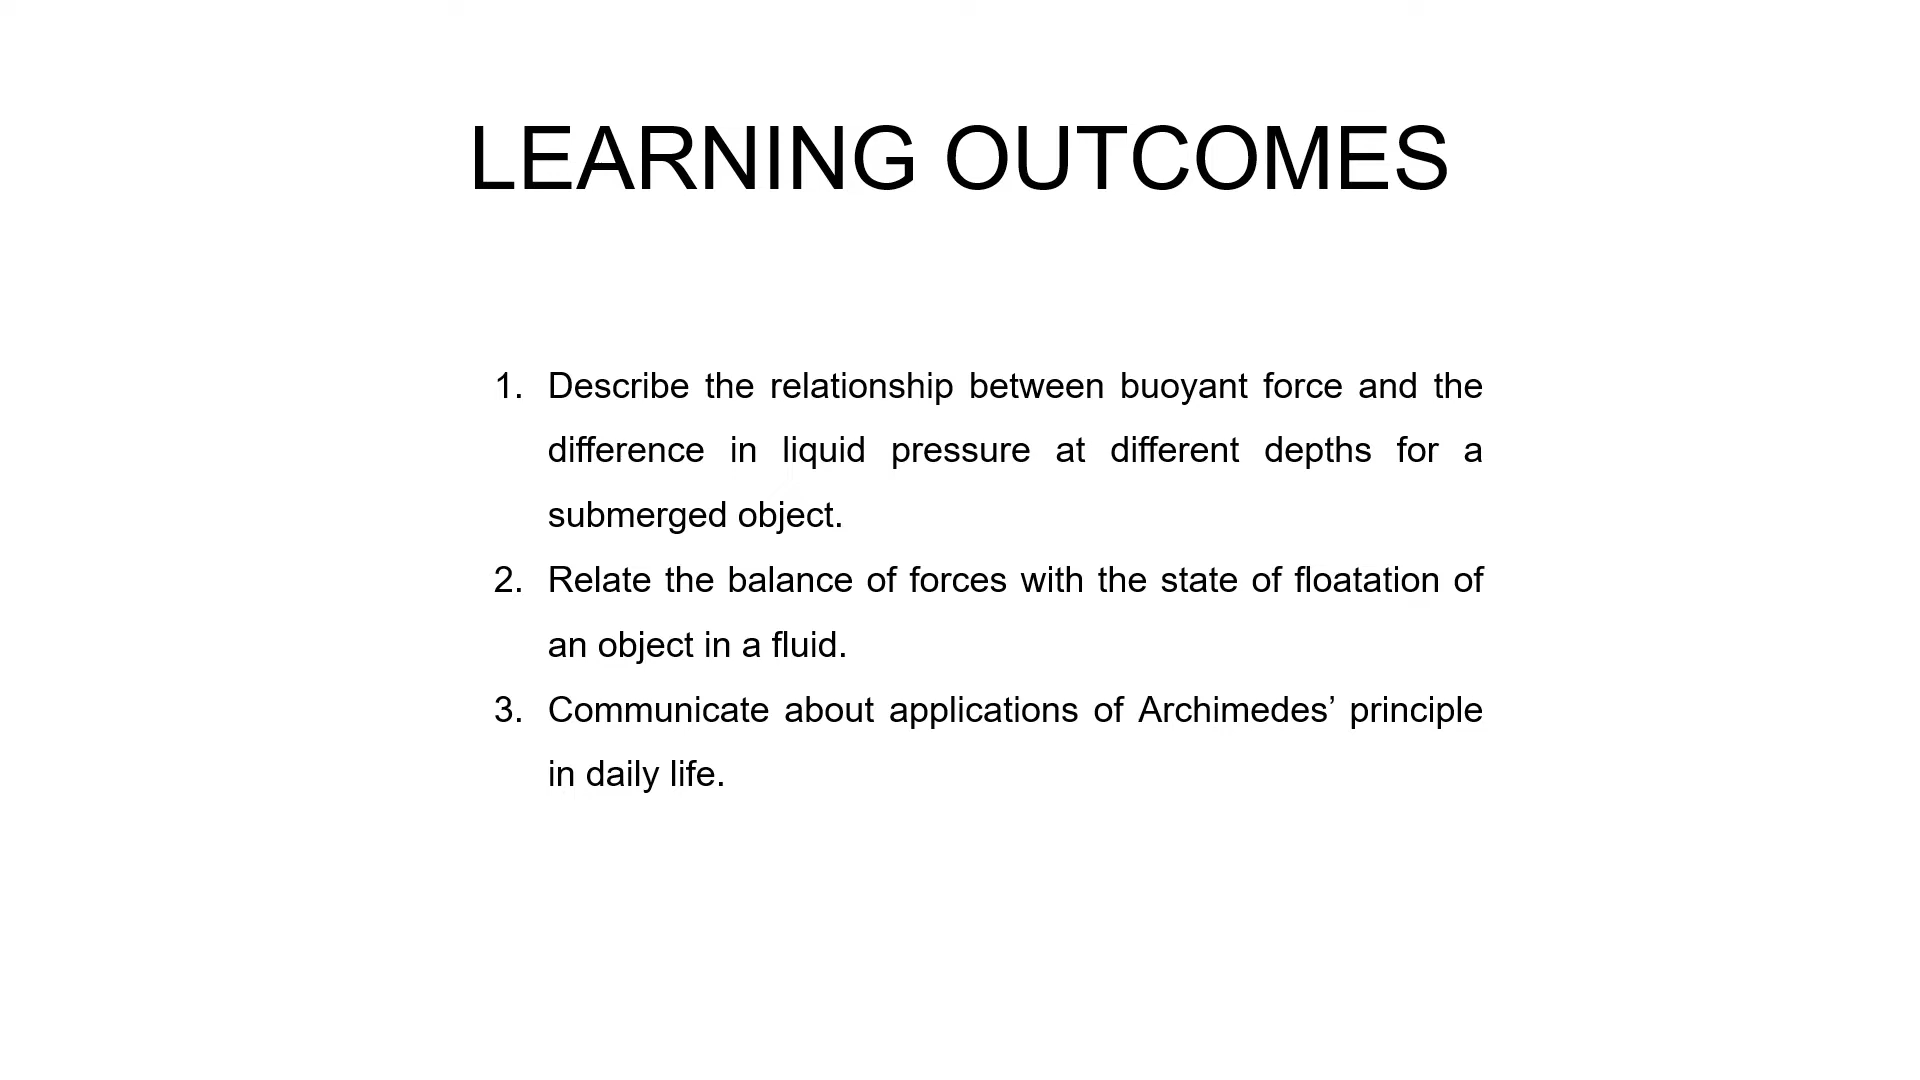 LEARNING OUTCOMES
1. Describe the relationship between buoyant force and the
difference in liquid pressure at different depths for a
submerged object.
2. Relate the balance of forces with the state of floatation of
an object in a fluid.
3. Communicate about applications of Archimedes’ principle
in daily life.